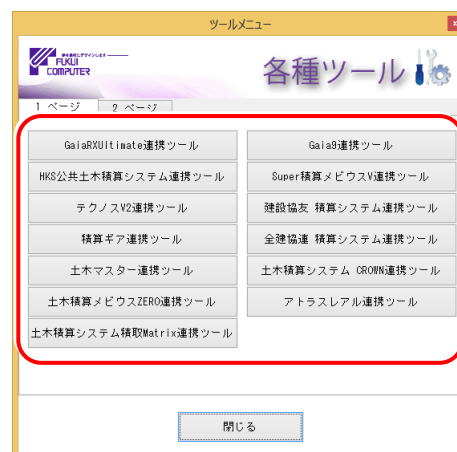 ツールメニュー
FUKUI
COMPUTER
各種ツール
1 ページ
2 ページ
GaiaRXUltimate連携ツール
Gaia9連携ツール
HKS公共土木積算システム連携ツール
Super積算メビウスV連携ツール
テクノスV2連携ツール
建設協友 積算システム連携ツール
積算ギア連携ツール
全建協連 積算システム連携ツール
土木マスター連携ツール
土木積算システム CROWN連携ツール
土木積算メビウスZERO連携ツール
アトラスレアル連携ツール
土木積算システム積取Matrix連携ツール
閉じる